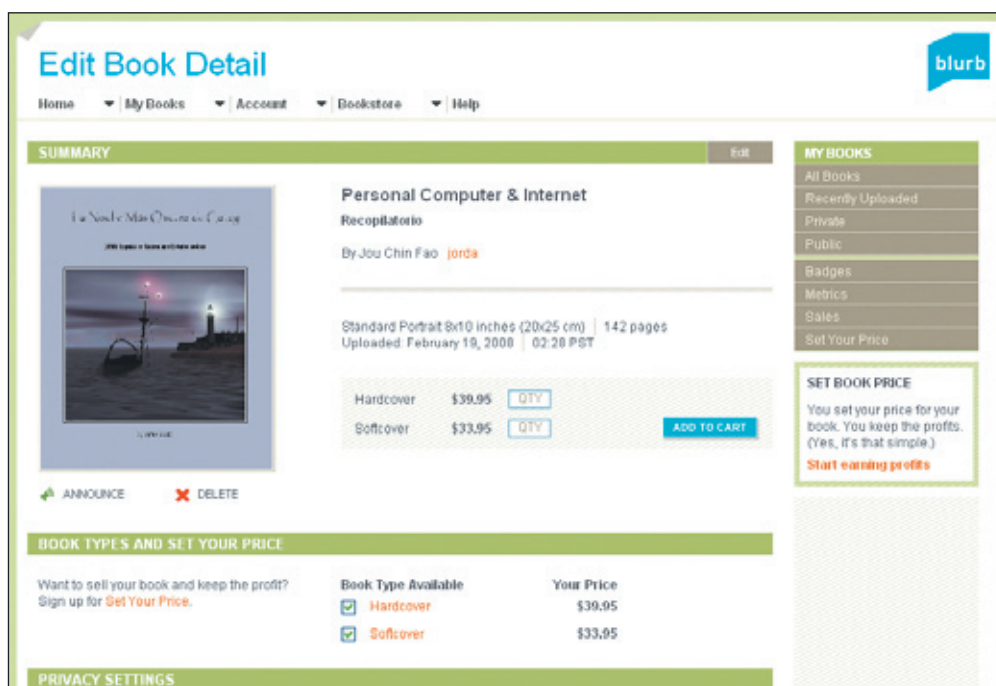 Edit Book Detail
blurb
Home My Books Account Bookstore Help
SUMMARY Edit
Personal Computer & Internet
Recopilatorio
By Jou Chin Fao jorda
Standard Portrait 8x10 inches (20x25 cm) 142 pages
Uploaded: February 19, 2008 02:28 PST
Hardcover $39.95 QTY
Softcover $33.95 QTY ADD TO CART
ANNOUNCE DELETE
BOOK TYPES AND SET YOUR PRICE
Want to sell your book and keep the profit?
Sign up for Set Your Price.
Book Type Available Your Price
Hardcover $39.95
Softcover $33.95
PRIVACY SETTINGS
MY BOOKS
All Books
Recently Uploaded
Private
Public
Badges
Metrics
Sales
Set Your Price
SET BOOK PRICE
You set your price for your
book. You keep the profits.
(Yes, it's that simple.)
Start earning profits